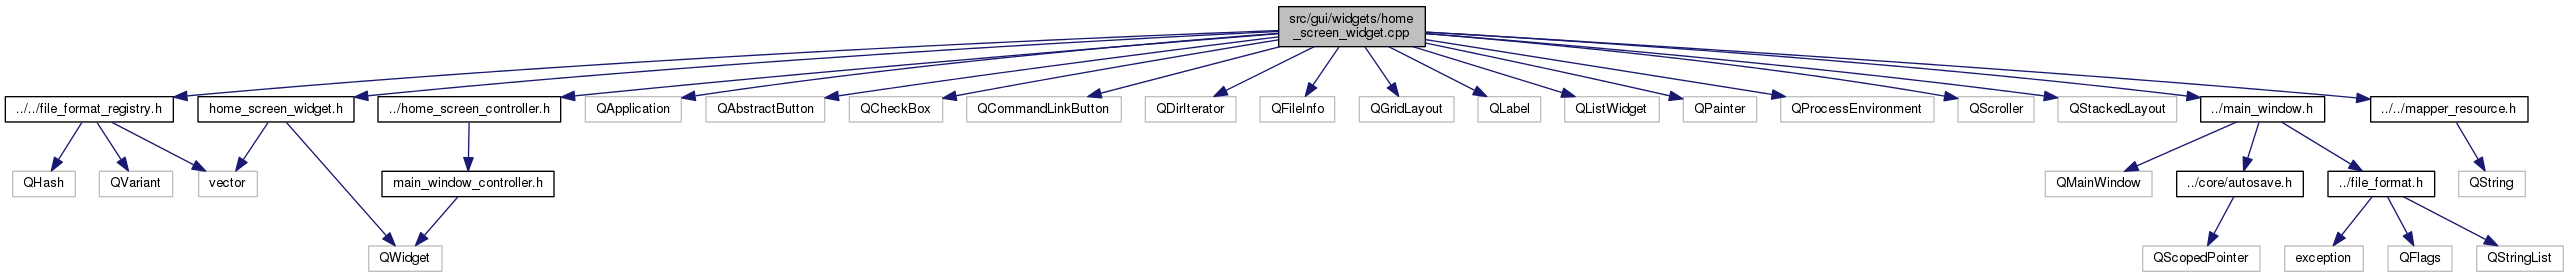 src/gui/widgets/home
_screen_widget.cpp
../../file_format_registry.h
home_screen_widget.h
../home_screen_controller.h
QApplication
QAbstractButton
QCheckBox
QCommandLinkButton
QDirIterator
QFileInfo
QGridLayout
QLabel
QListWidget
QPainter
QProcessEnvironment
QScroller
QStackedLayout
../main_window.h
../../mapper_resource.h
QHash
QVariant
vector
main_window_controller.h
QMainWindow
../core/autosave.h
../file_format.h
QString
QWidget
QScopedPointer
exception
QFlags
QStringList